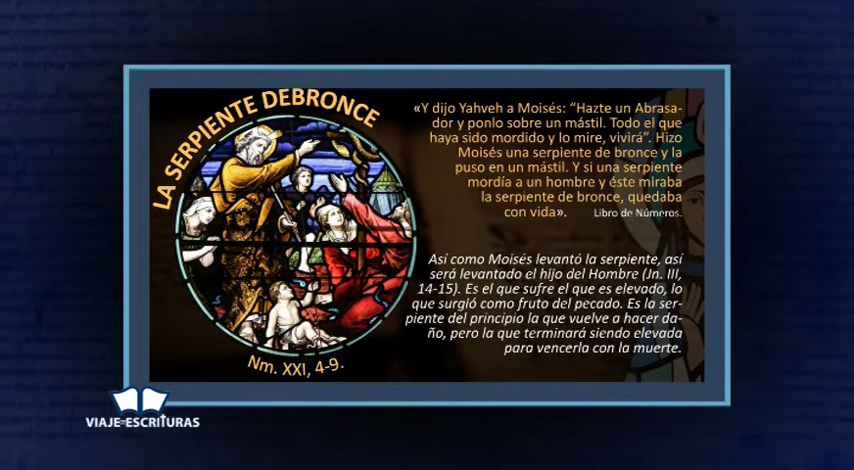 LA SERPIENTE DEBRONCE
«Y dijo Yahveh a Moisés: “Hazte un Abrasa-
dor y ponlo sobre un mástil. Todo el que
haya sido mordido y lo mire, vivirá”. Hizo
Moisés una serpiente de bronce y la
puso en un mástil. Y si una serpiente
mordía a un hombre y éste miraba
la serpiente de bronce, quedaba
con vida». Libro de Números.
Así como Moisés levantó la serpiente, así
será levantado el hijo del Hombre (Jn. III,
14-15). Es el que sufre el que es elevado, lo
que surgió como fruto del pecado. Es la ser-
piente del principio la que vuelve a hacer da-
ño, pero la que terminará siendo elevada
para vencerla con la muerte.
Nm. XXI, 4-9.
VIAJE ESCRITURAS